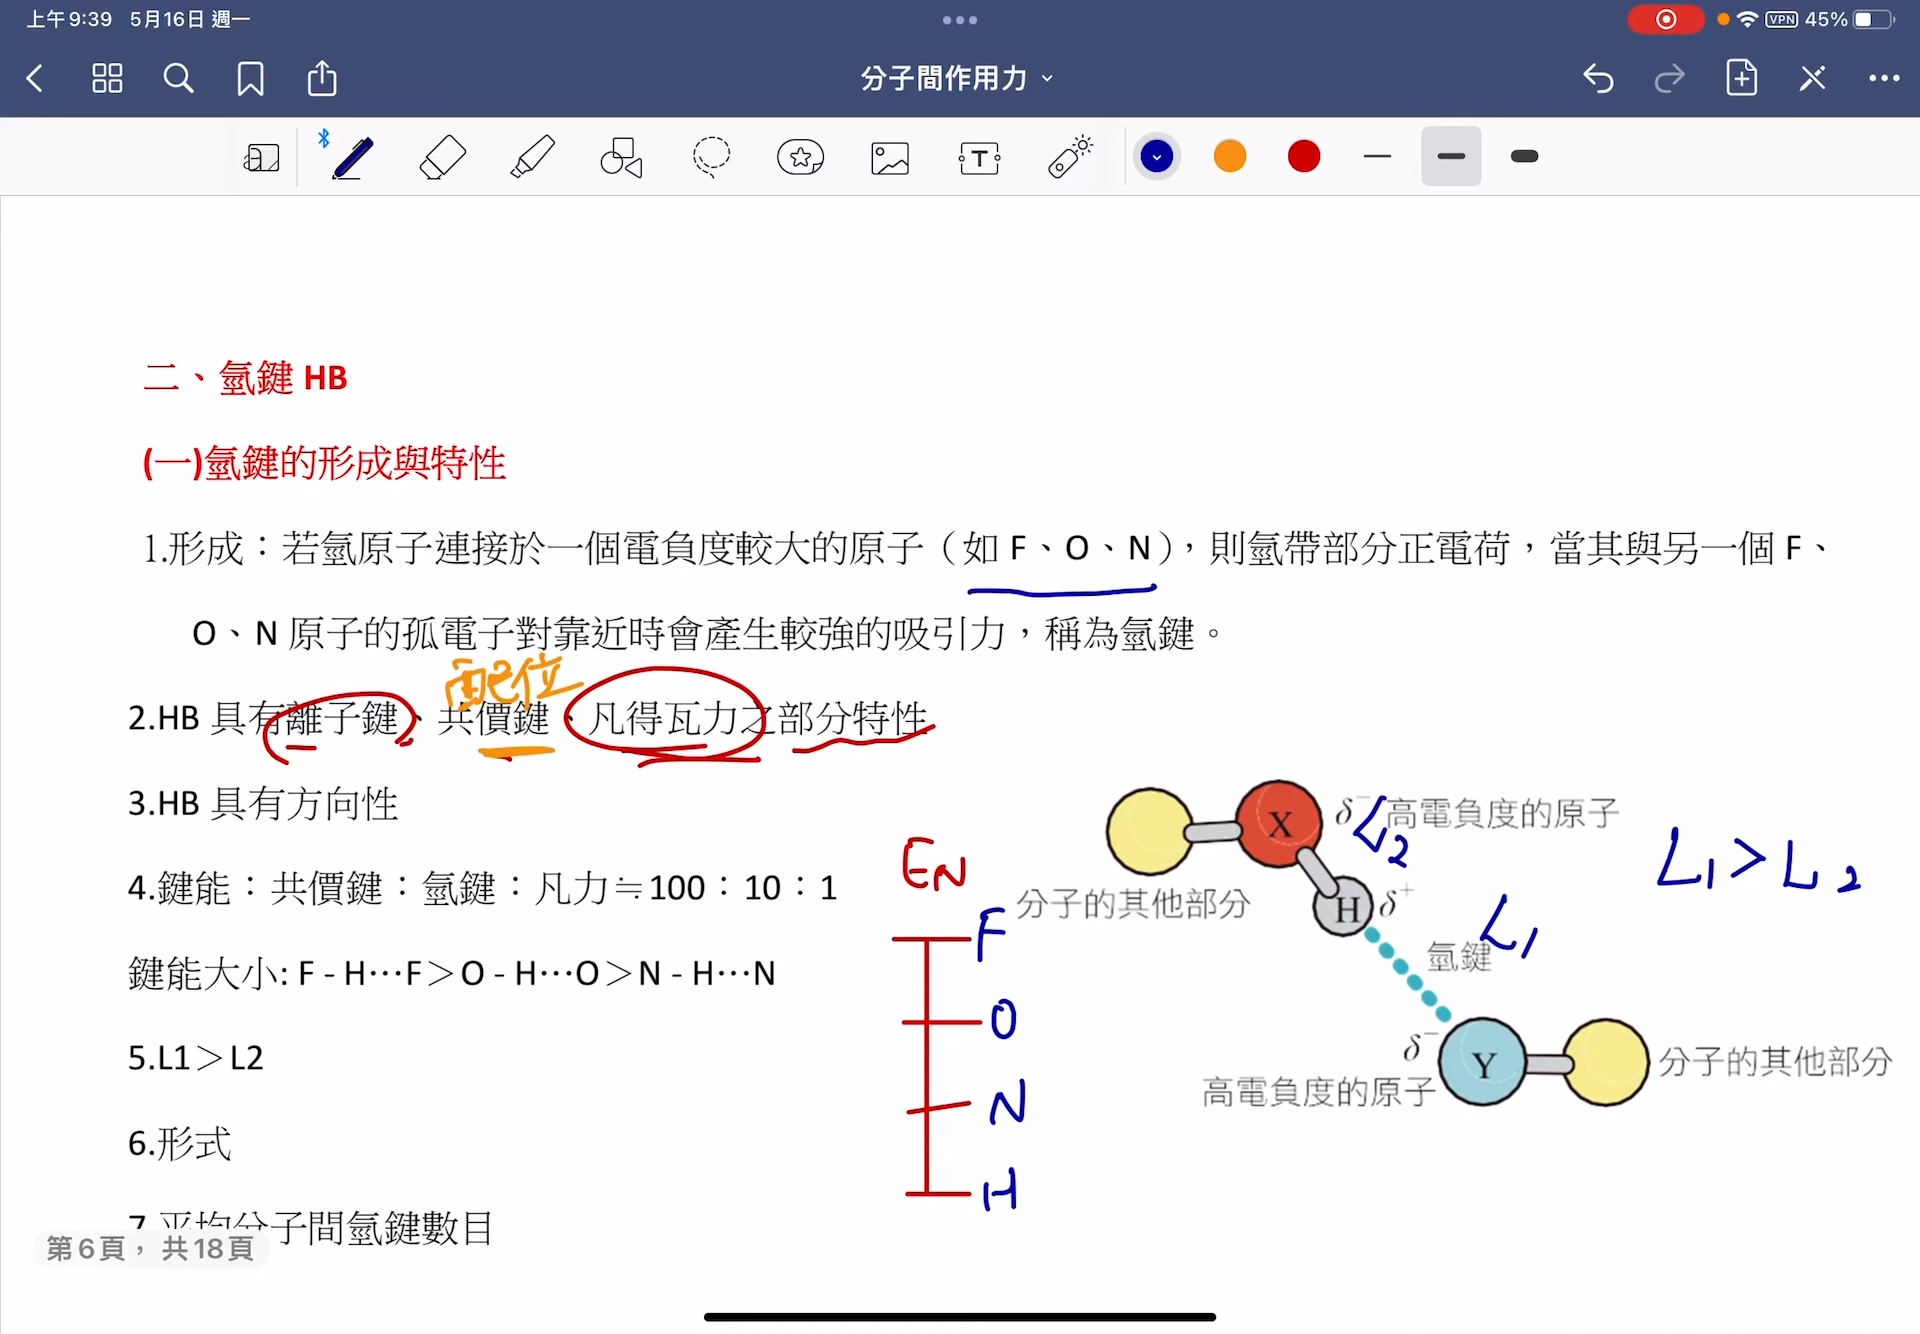 上午9:39 5月16日 週一
VPN 45%
分子間作用力
T
二、氫鍵 HB
(一)氫鍵的形成與特性
1.形成：若氫原子連接於一個電負度較大的原子（如 F、O、N），則氫帶部分正電荷，當其與另一個 F、
O、N 原子的孤電子對靠近時會產生較強的吸引力，稱為氫鍵。
配位
2.HB 具有離子鍵、共價鍵、凡得瓦力之部分特性
3.HB 具有方向性
4.鍵能：共價鍵：氫鍵：凡力≒100：10：1
鍵能大小: F - H⋯F＞O - H⋯O＞N - H⋯N
5.L1＞L2
6.形式
7.平均分子間氫鍵數目
第6頁，共18頁
EN
F
O
N
H
X
δ⁻
L2
高電負度的原子
L1 > L2
分子的其他部分
H
δ⁺
L1
氫鍵
δ⁻
Y
高電負度的原子
分子的其他部分